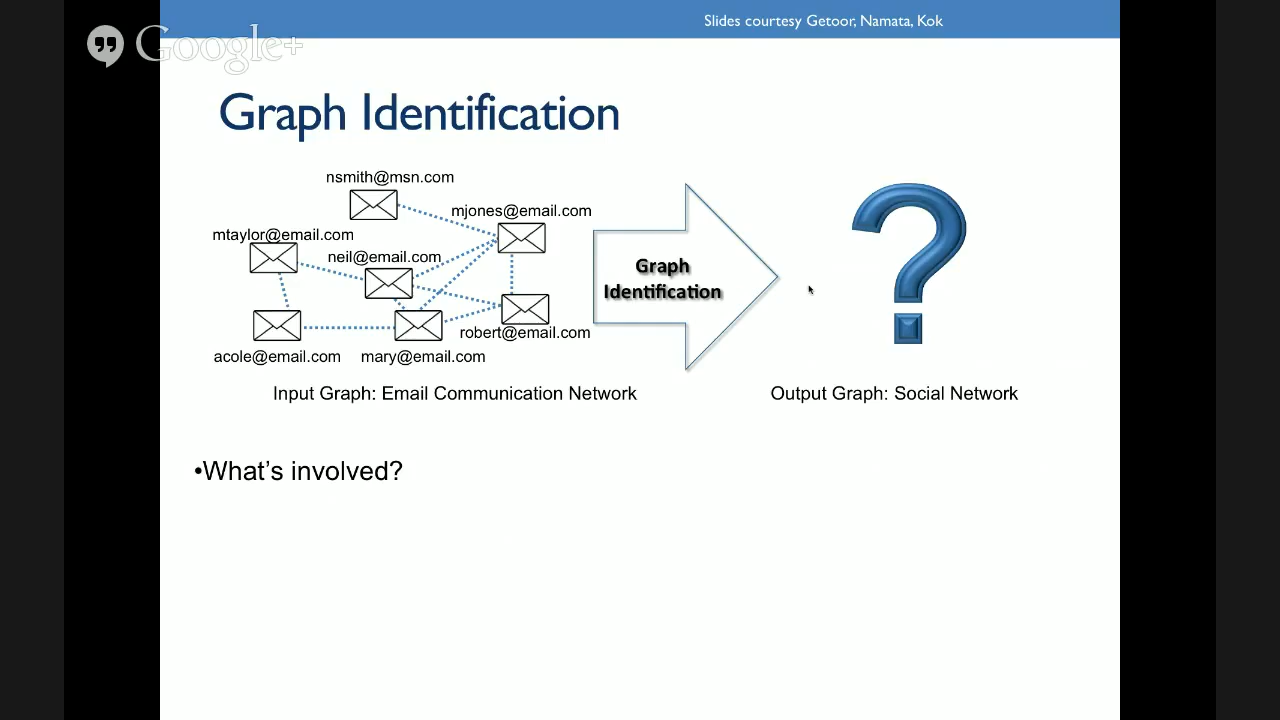 Slides courtesy Getoor, Namata, Kok
Google+
Graph Identification
nsmith@msn.com
mjones@email.com
mtaylor@email.com
neil@email.com
Graph
Identification
robert@email.com
acole@email.com
mary@email.com
Input Graph: Email Communication Network
Output Graph: Social Network
•What's involved?